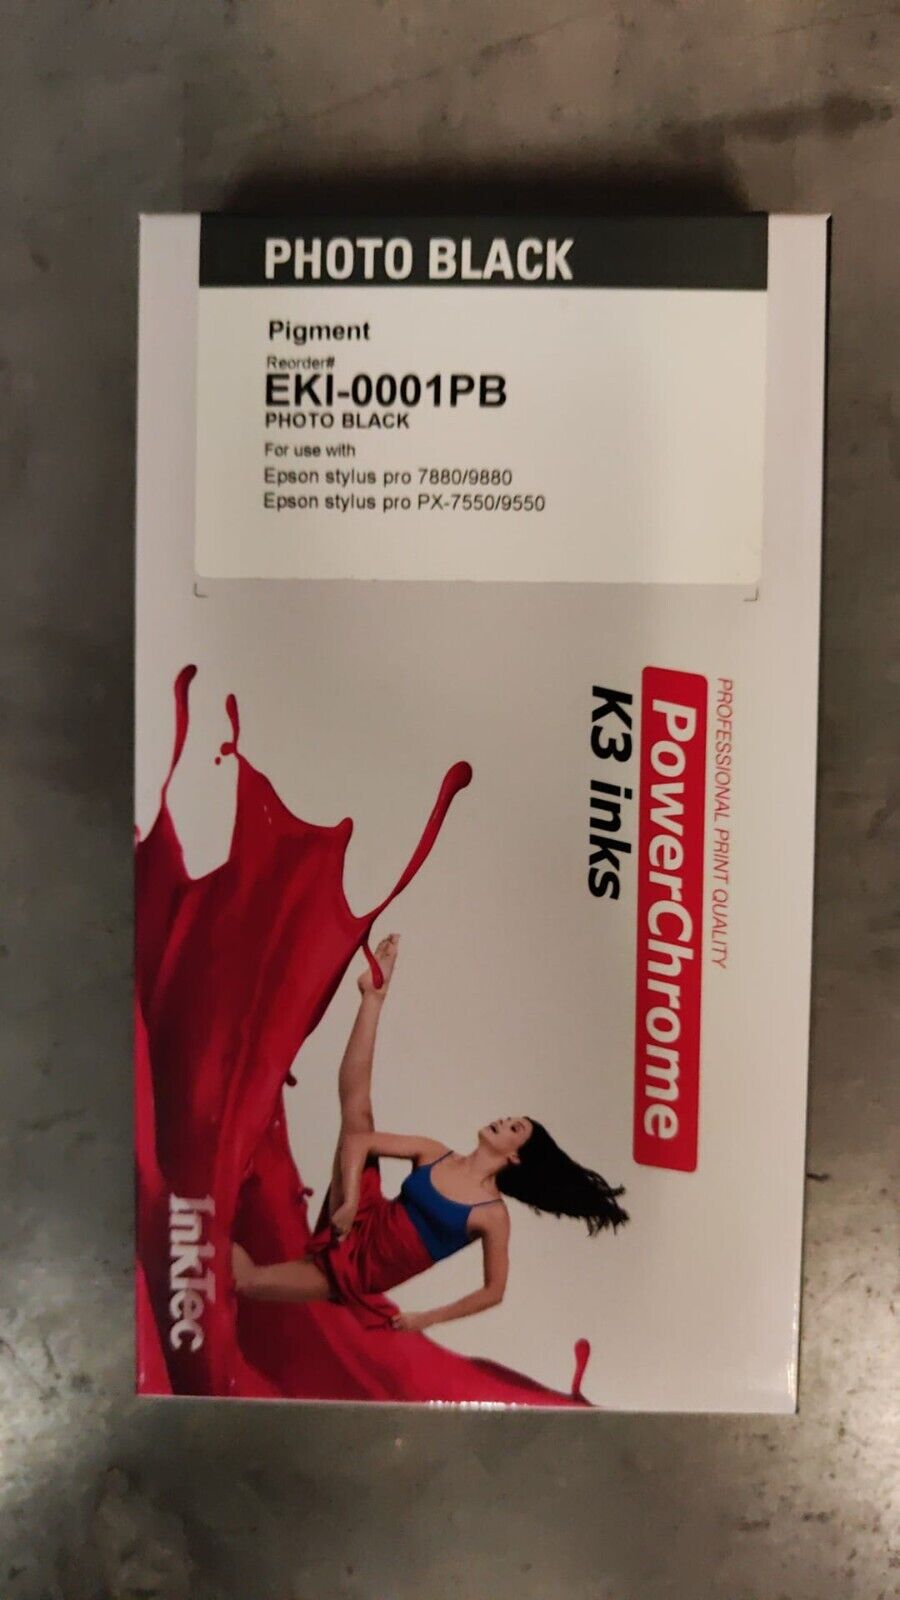 PHOTO BLACK
Pigment
Reorder#
EKI-0001PB
PHOTO BLACK
For use with
Epson stylus pro 7880/9880
Epson stylus pro PX-7550/9550
PROFESSIONAL PRINT QUALITY
PowerChrome
K3 inks
InkTec